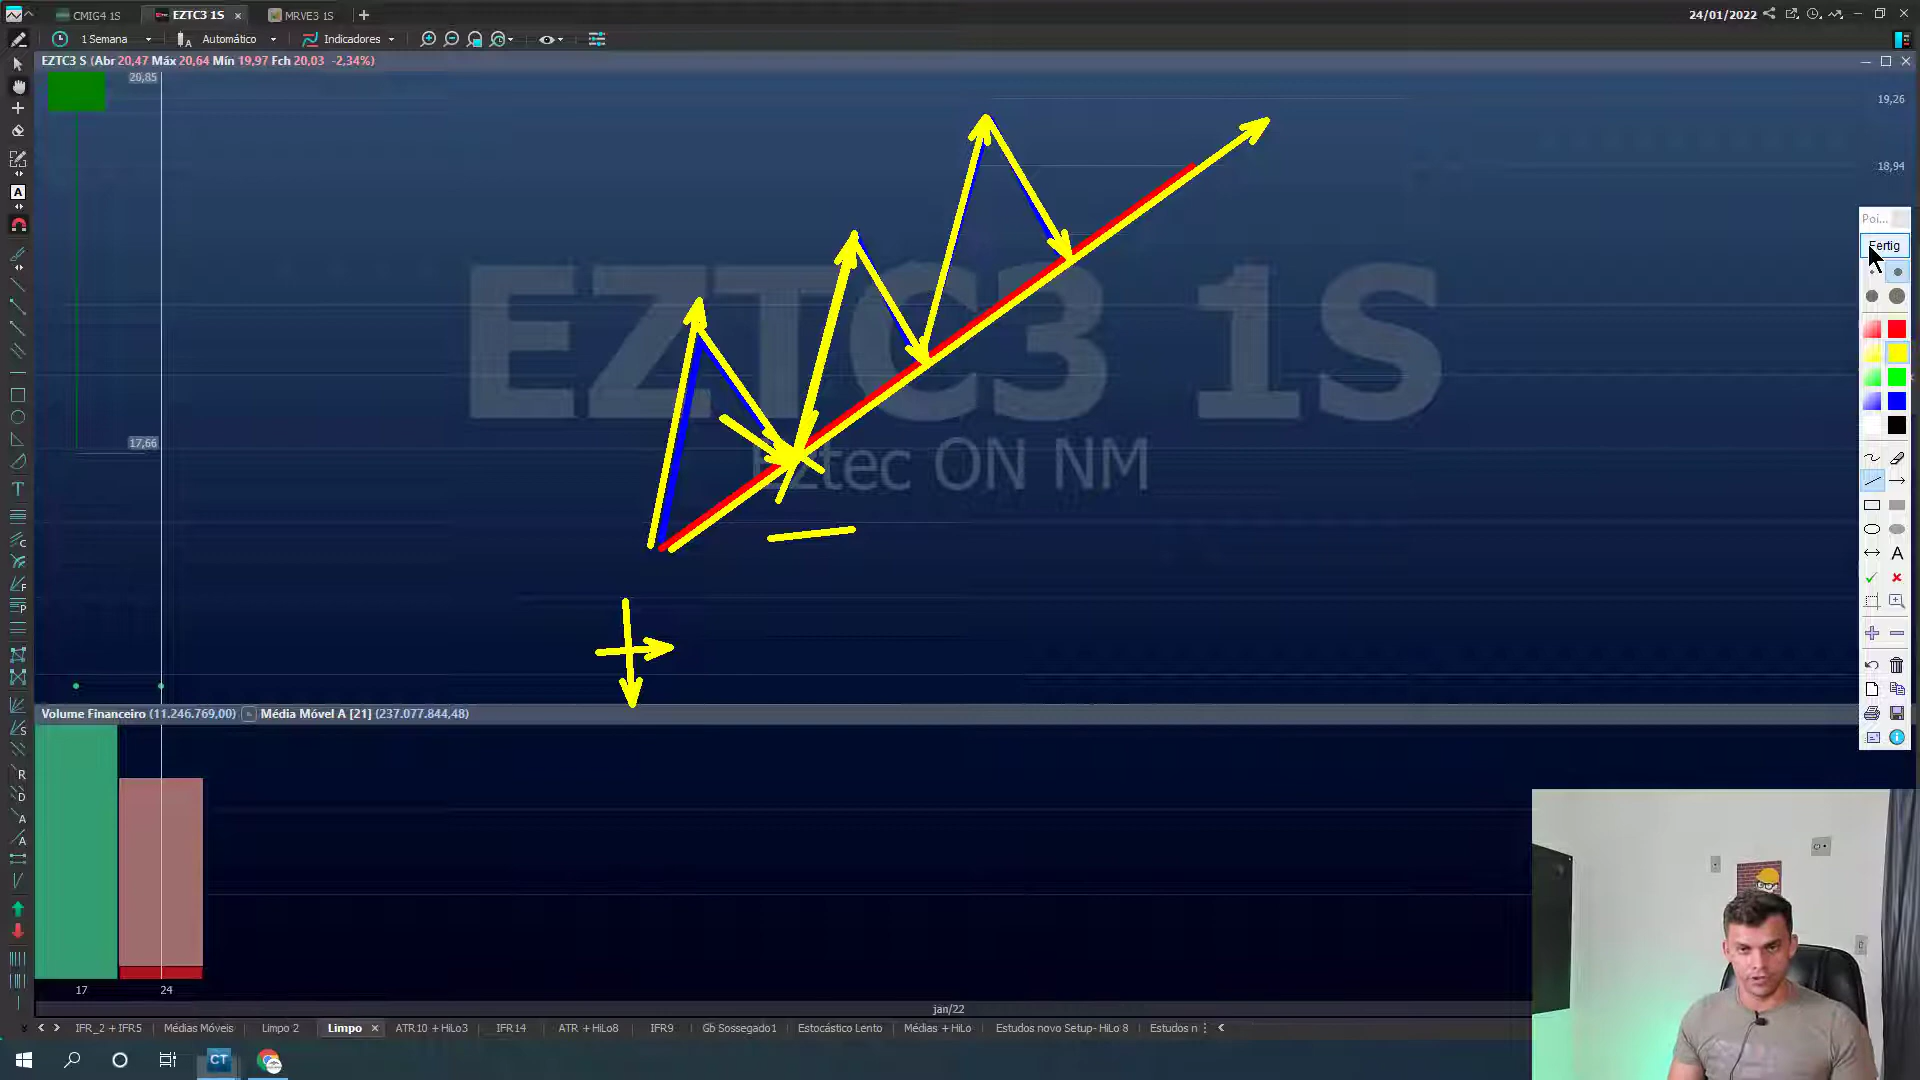 CMIG4 1S
EZTC3 1S
MRVE3 1S
24/01/2022
1 Semana
Automático
Indicadores
EZTC3 S (Abr 20,47 Máx 20,64 Mín 19,97 Fch 20,03 -2,34%)
20,85
19,26
18,94
17,66
EZTC3 1S
Eztec ON NM
Poi...
Fertig
Volume Financeiro (11.246.769,00)
Média Móvel A [21] (237.077.844,48)
17
24
jan/22
IFR_2 + IFR5
Médias Móveis
Limpo 2
Limpo
ATR10 + HiLo3
IFR14
ATR + HiLo8
IFR9
Gb Sossegado1
Estocástico Lento
Médias + HiLo
Estudos novo Setup- HiLo 8
Estudos n
CT